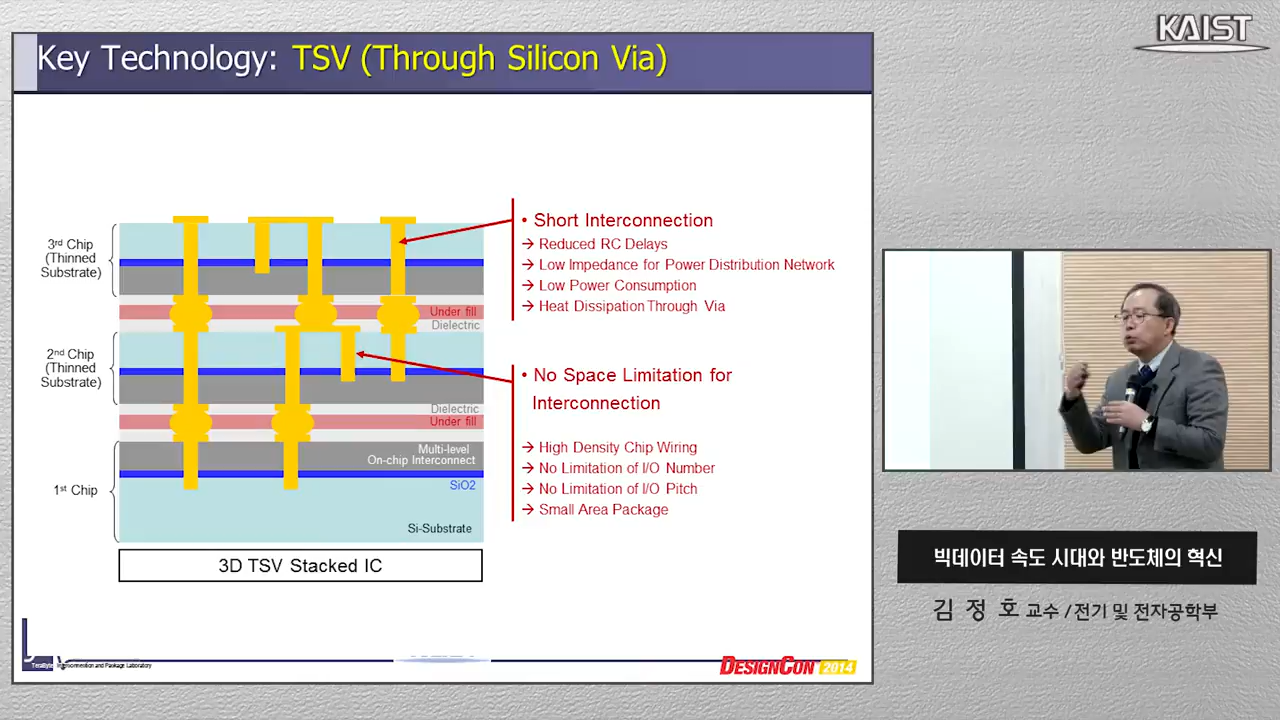 KAIST
Key Technology: TSV (Through Silicon Via)
3rd Chip
(Thinned
Substrate)
2nd Chip
(Thinned
Substrate)
1st Chip
Under fill
Dielectric
Dielectric
Under fill
Multi-level
On-chip Interconnect
SiO2
Si-Substrate
3D TSV Stacked IC
• Short Interconnection
→ Reduced RC Delays
→ Low Impedance for Power Distribution Network
→ Low Power Consumption
→ Heat Dissipation Through Via
• No Space Limitation for
Interconnection
→ High Density Chip Wiring
→ No Limitation of I/O Number
→ No Limitation of I/O Pitch
→ Small Area Package
TeraByte Interconnection and Package Laboratory
DESIGNCON 2014
빅데이터 속도 시대와 반도체의 혁신
김 정 호 교수 / 전기 및 전자공학부